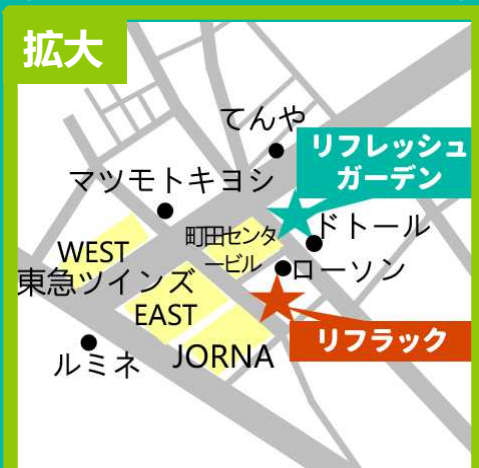 拡大
てんや
リフレッシュ
ガーデン
マツモトキヨシ
町田センタ
ービル
ドトール
WEST
東急ツインズ
EAST
ローソン
リフラック
JORNA
ルミネ